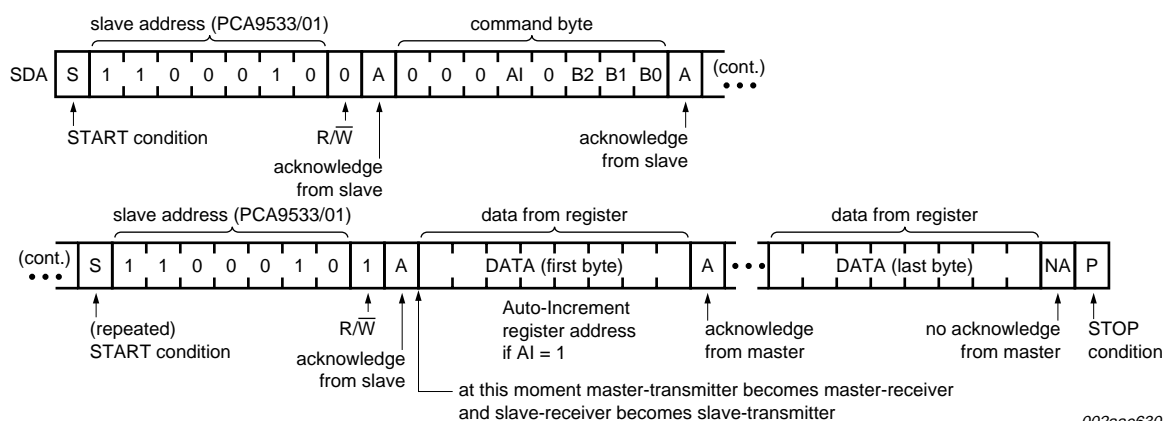 slave address (PCA9533/01) command byte
SDA S 1 1 0 0 0 1 0 0 A 0 0 0 AI 0 B2 B1 B0 A (cont.)
START condition R/W̅ acknowledge from slave acknowledge from slave
slave address (PCA9533/01) data from register data from register
(cont.) S 1 1 0 0 0 1 0 1 A DATA (first byte) A DATA (last byte) NA P
(repeated)
START condition
R/W̅
acknowledge
from slave
Auto-Increment
register address
if AI = 1
acknowledge
from master
no acknowledge
from master
STOP
condition
at this moment master-transmitter becomes master-receiver
and slave-receiver becomes slave-transmitter